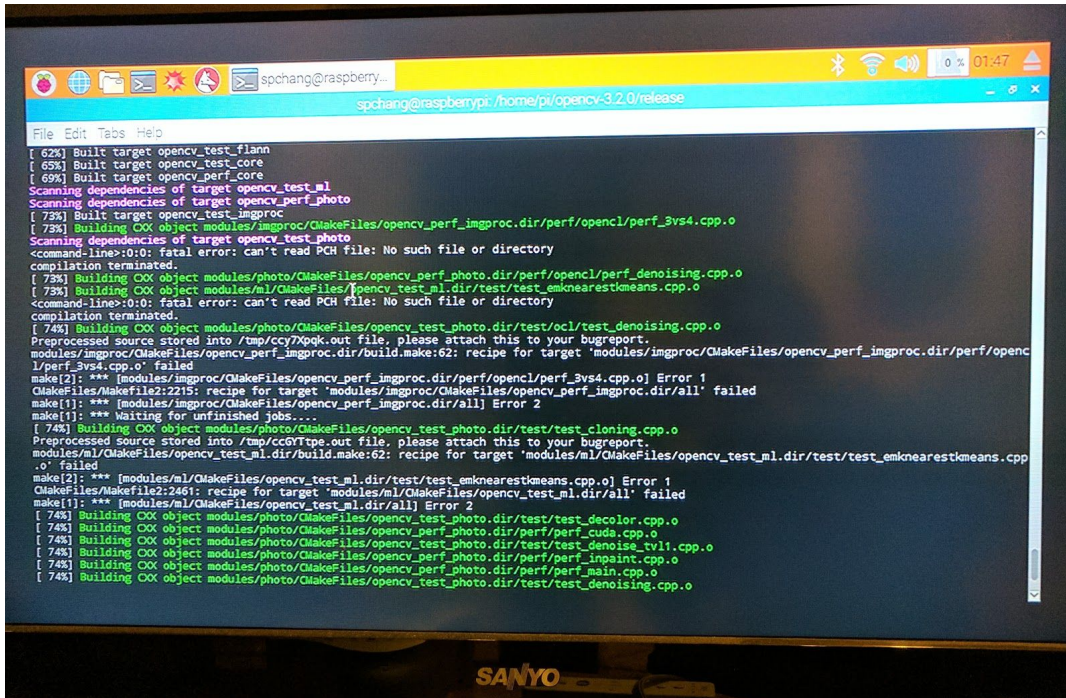 spchang@raspberry...
0 %
01:47
spchang@raspberrypi: /home/pi/opencv-3.2.0/release
File Edit Tabs Help
[ 62%] Built target opencv_test_flann
[ 65%] Built target opencv_test_core
[ 69%] Built target opencv_perf_core
Scanning dependencies of target opencv_test_ml
Scanning dependencies of target opencv_perf_photo
[ 73%] Built target opencv_test_imgproc
[ 73%] Building CXX object modules/imgproc/CMakeFiles/opencv_perf_imgproc.dir/perf/opencl/perf_3vs4.cpp.o
Scanning dependencies of target opencv_test_photo
<command-line>:0:0: fatal error: can't read PCH file: No such file or directory
compilation terminated.
[ 73%] Building CXX object modules/photo/CMakeFiles/opencv_perf_photo.dir/perf/opencl/perf_denoising.cpp.o
[ 73%] Building CXX object modules/ml/CMakeFiles/opencv_test_ml.dir/test/test_emknearestkmeans.cpp.o
<command-line>:0:0: fatal error: can't read PCH file: No such file or directory
compilation terminated.
[ 74%] Building CXX object modules/photo/CMakeFiles/opencv_test_photo.dir/test/ocl/test_denoising.cpp.o
Preprocessed source stored into /tmp/ccy7Xpqk.out file, please attach this to your bugreport.
modules/imgproc/CMakeFiles/opencv_perf_imgproc.dir/build.make:62: recipe for target 'modules/imgproc/CMakeFiles/opencv_perf_imgproc.dir/perf/openc
l/perf_3vs4.cpp.o' failed
make[2]: *** [modules/imgproc/CMakeFiles/opencv_perf_imgproc.dir/perf/opencl/perf_3vs4.cpp.o] Error 1
CMakeFiles/Makefile2:2215: recipe for target 'modules/imgproc/CMakeFiles/opencv_perf_imgproc.dir/all' failed
make[1]: *** [modules/imgproc/CMakeFiles/opencv_perf_imgproc.dir/all] Error 2
make[1]: *** Waiting for unfinished jobs....
[ 74%] Building CXX object modules/photo/CMakeFiles/opencv_test_photo.dir/test/test_cloning.cpp.o
Preprocessed source stored into /tmp/ccGYTtpe.out file, please attach this to your bugreport.
modules/ml/CMakeFiles/opencv_test_ml.dir/build.make:62: recipe for target 'modules/ml/CMakeFiles/opencv_test_ml.dir/test/test_emknearestkmeans.cpp
.o' failed
make[2]: *** [modules/ml/CMakeFiles/opencv_test_ml.dir/test/test_emknearestkmeans.cpp.o] Error 1
CMakeFiles/Makefile2:2461: recipe for target 'modules/ml/CMakeFiles/opencv_test_ml.dir/all' failed
make[1]: *** [modules/ml/CMakeFiles/opencv_test_ml.dir/all] Error 2
[ 74%] Building CXX object modules/photo/CMakeFiles/opencv_test_photo.dir/test/test_decolor.cpp.o
[ 74%] Building CXX object modules/photo/CMakeFiles/opencv_perf_photo.dir/perf/perf_cuda.cpp.o
[ 74%] Building CXX object modules/photo/CMakeFiles/opencv_test_photo.dir/test/test_denoise_tvl1.cpp.o
[ 74%] Building CXX object modules/photo/CMakeFiles/opencv_perf_photo.dir/perf/perf_inpaint.cpp.o
[ 74%] Building CXX object modules/photo/CMakeFiles/opencv_perf_photo.dir/perf/perf_main.cpp.o
[ 74%] Building CXX object modules/photo/CMakeFiles/opencv_test_photo.dir/test/test_denoising.cpp.o
SANYO